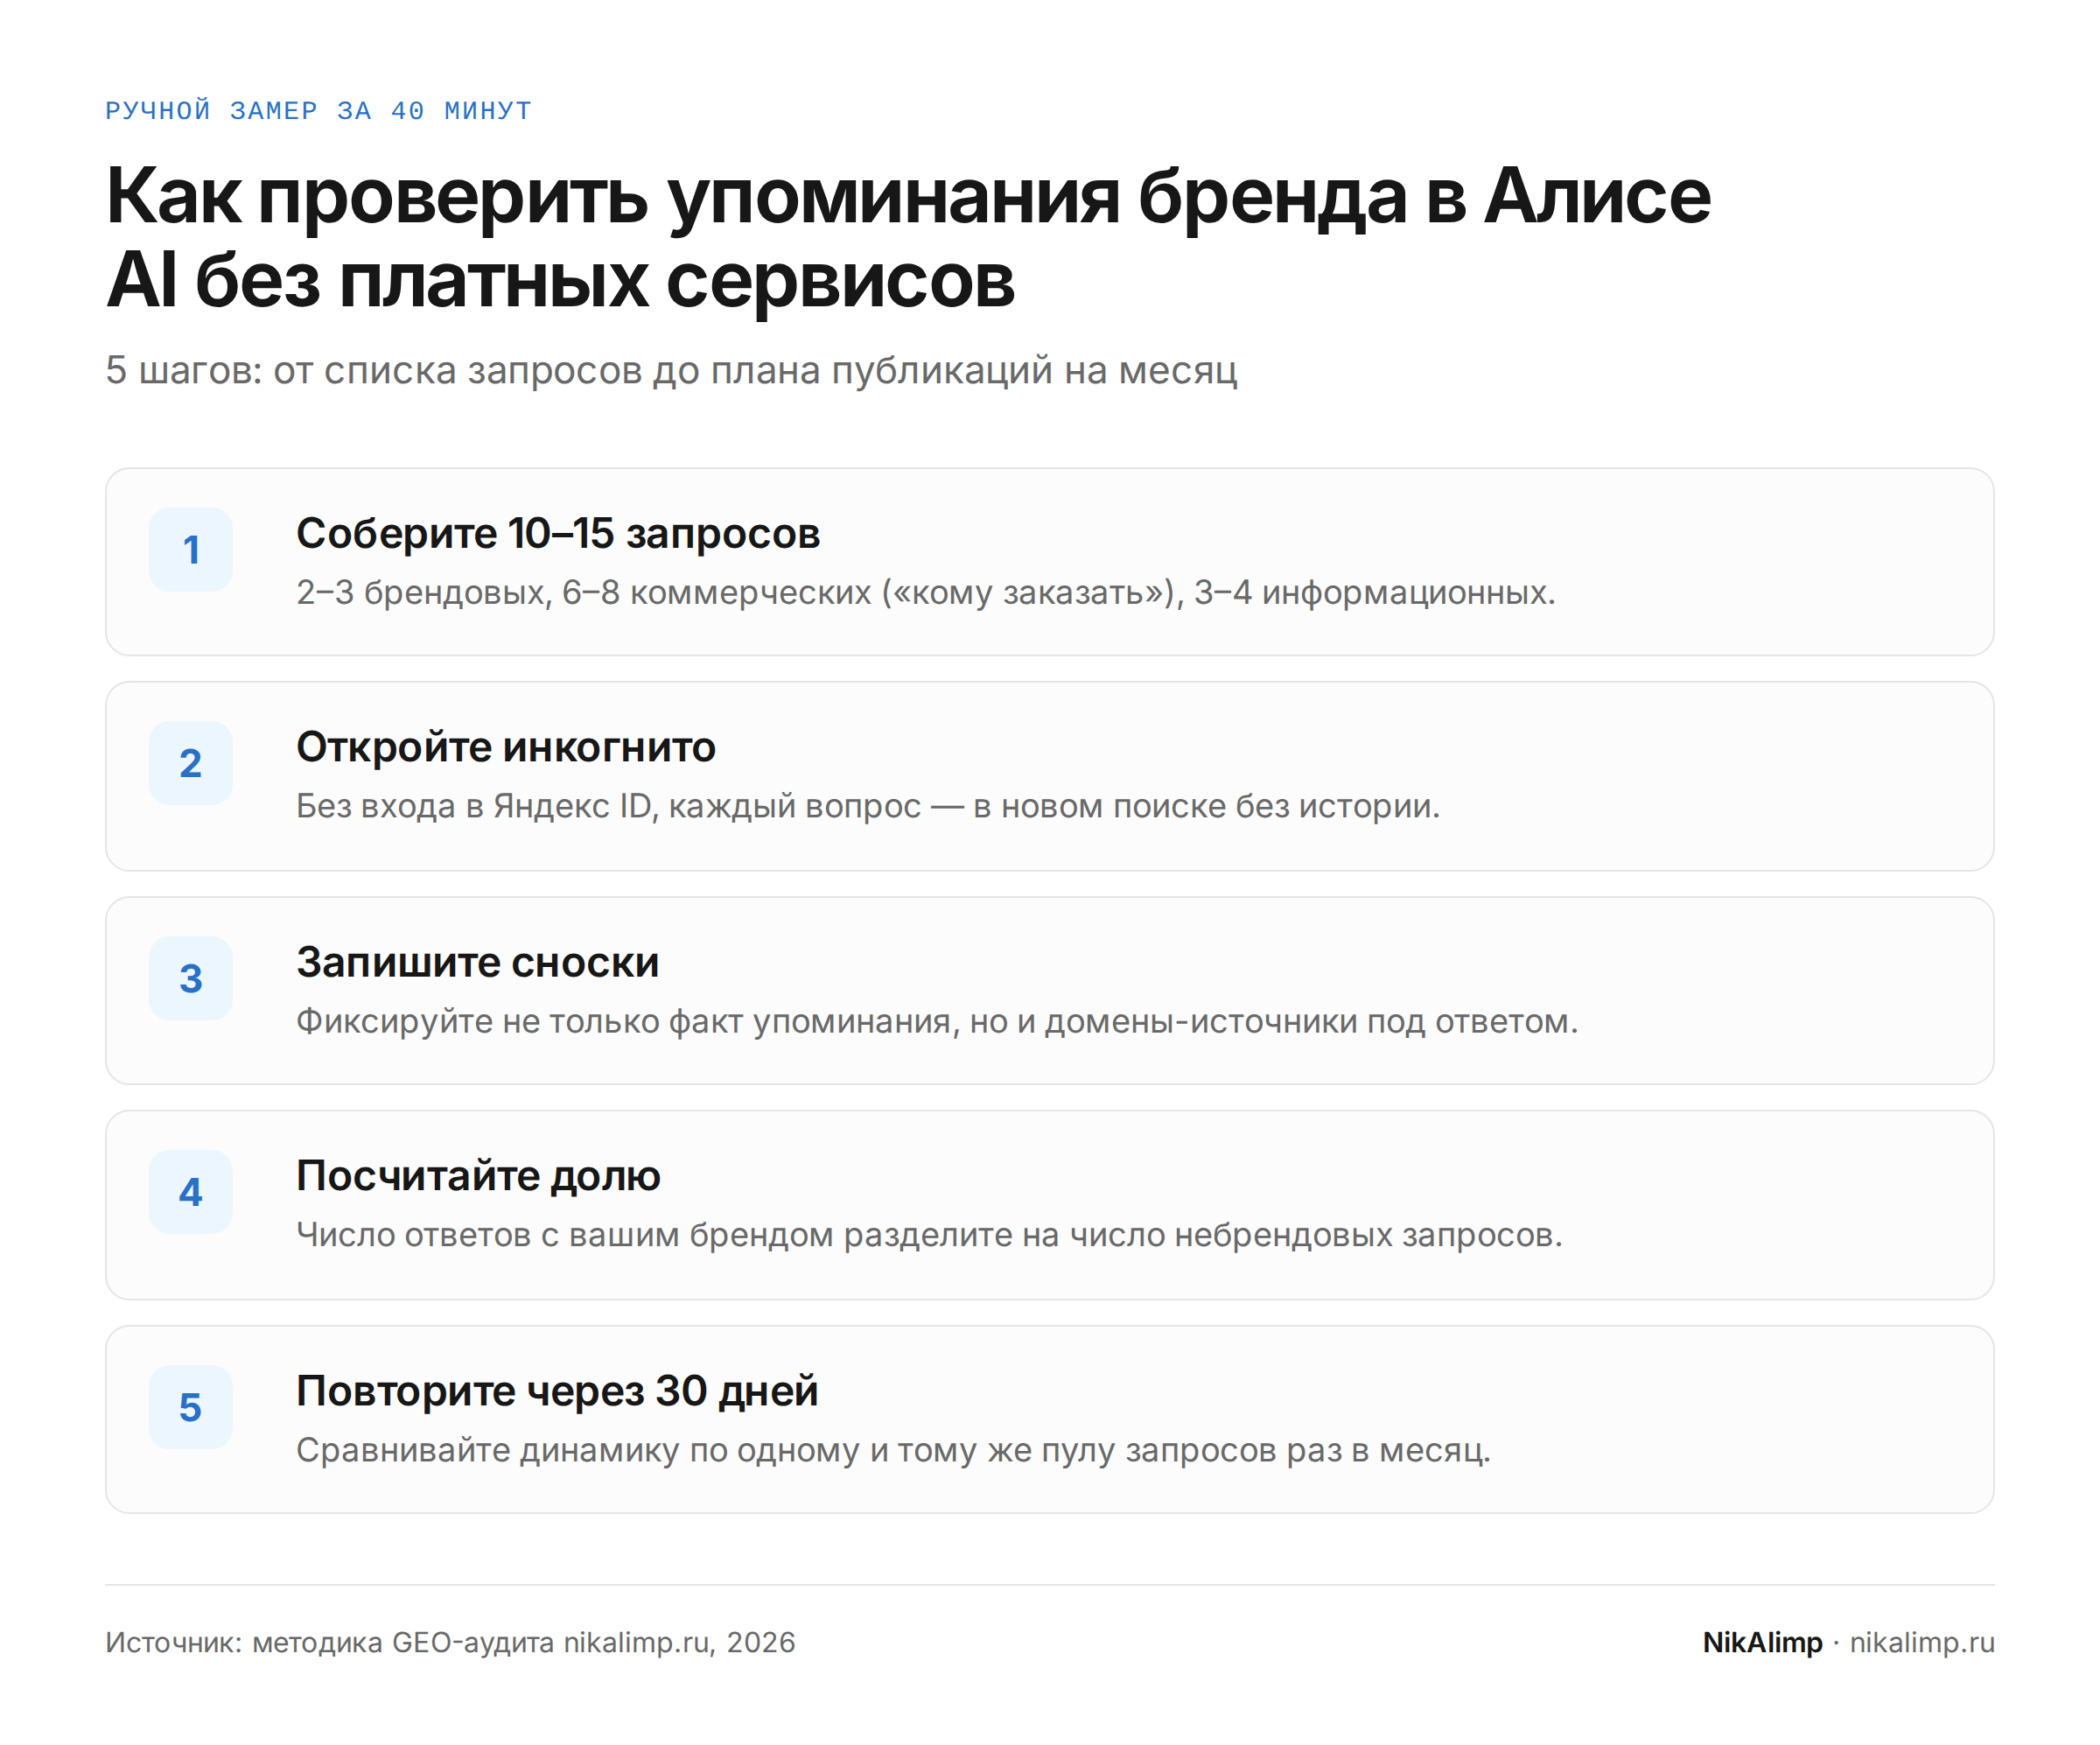 РУЧНОЙ ЗАМЕР ЗА 40 МИНУТ
Как проверить упоминания бренда в Алисе
AI без платных сервисов
5 шагов: от списка запросов до плана публикаций на месяц
1
Соберите 10–15 запросов
2–3 брендовых, 6–8 коммерческих («кому заказать»), 3–4 информационных.
2
Откройте инкогнито
Без входа в Яндекс ID, каждый вопрос — в новом поиске без истории.
3
Запишите сноски
Фиксируйте не только факт упоминания, но и домены-источники под ответом.
4
Посчитайте долю
Число ответов с вашим брендом разделите на число небрендовых запросов.
5
Повторите через 30 дней
Сравнивайте динамику по одному и тому же пулу запросов раз в месяц.
Источник: методика GEO-аудита nikalimp.ru, 2026
NikAlimp · nikalimp.ru